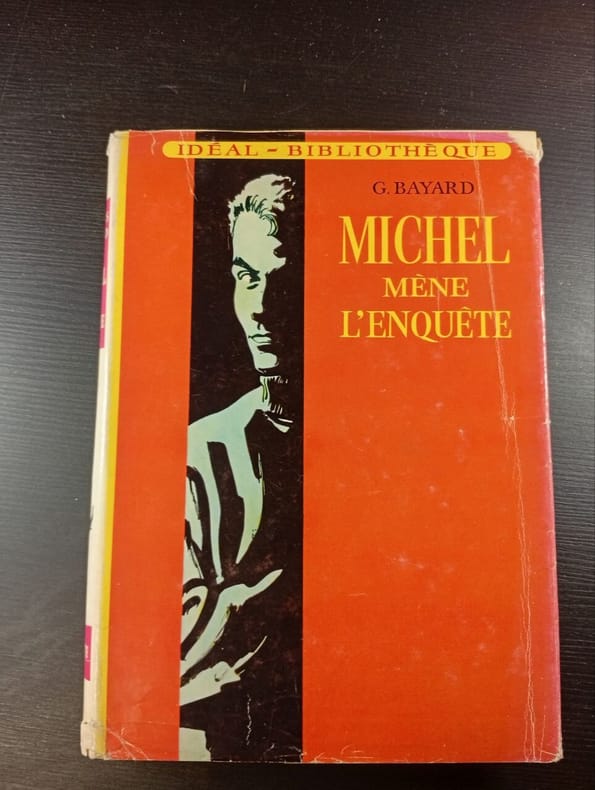 IDÉAL - BIBLIOTHÈQUE
G. BAYARD
MICHEL
MÈNE
L'ENQUÊTE